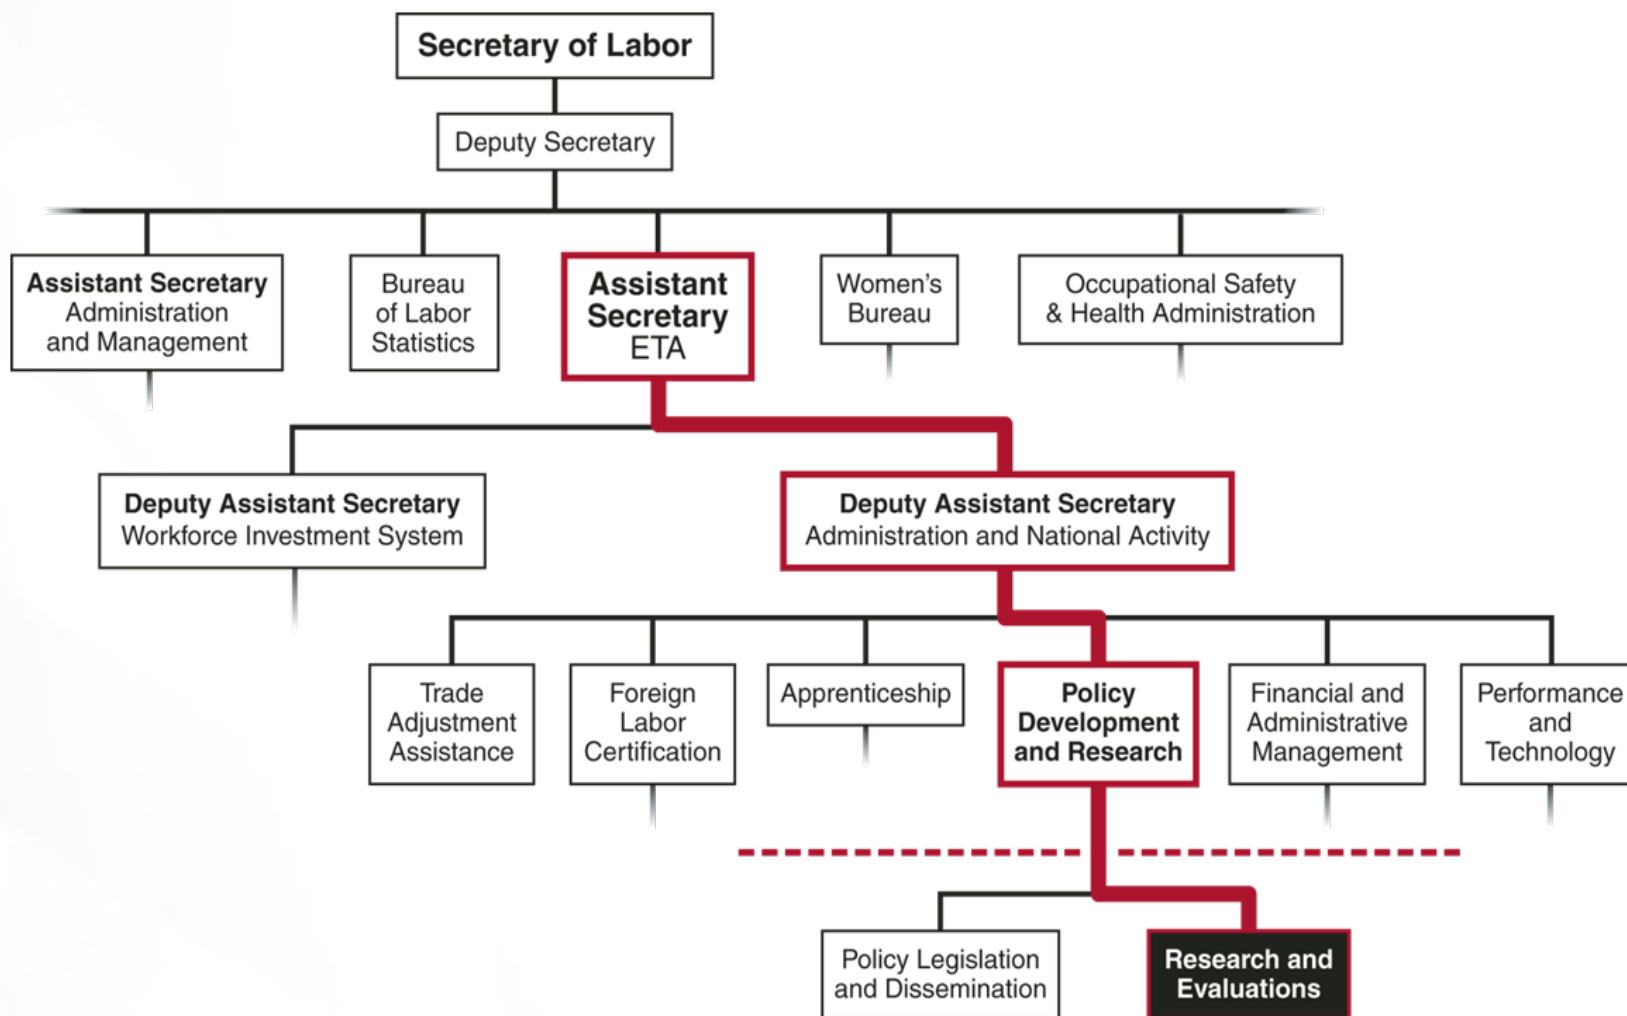 Secretary of Labor
Deputy Secretary
Assistant Secretary
Administration
and Management
Bureau
of Labor
Statistics
Assistant
Secretary
ETA
Women's
Bureau
Occupational Safety
& Health Administration
Deputy Assistant Secretary
Workforce Investment System
Deputy Assistant Secretary
Administration and National Activity
Trade
Adjustment
Assistance
Foreign
Labor
Certification
Apprenticeship
Policy
Development
and Research
Financial and
Administrative
Management
Performance
and
Technology
Policy Legislation
and Dissemination
Research and
Evaluations